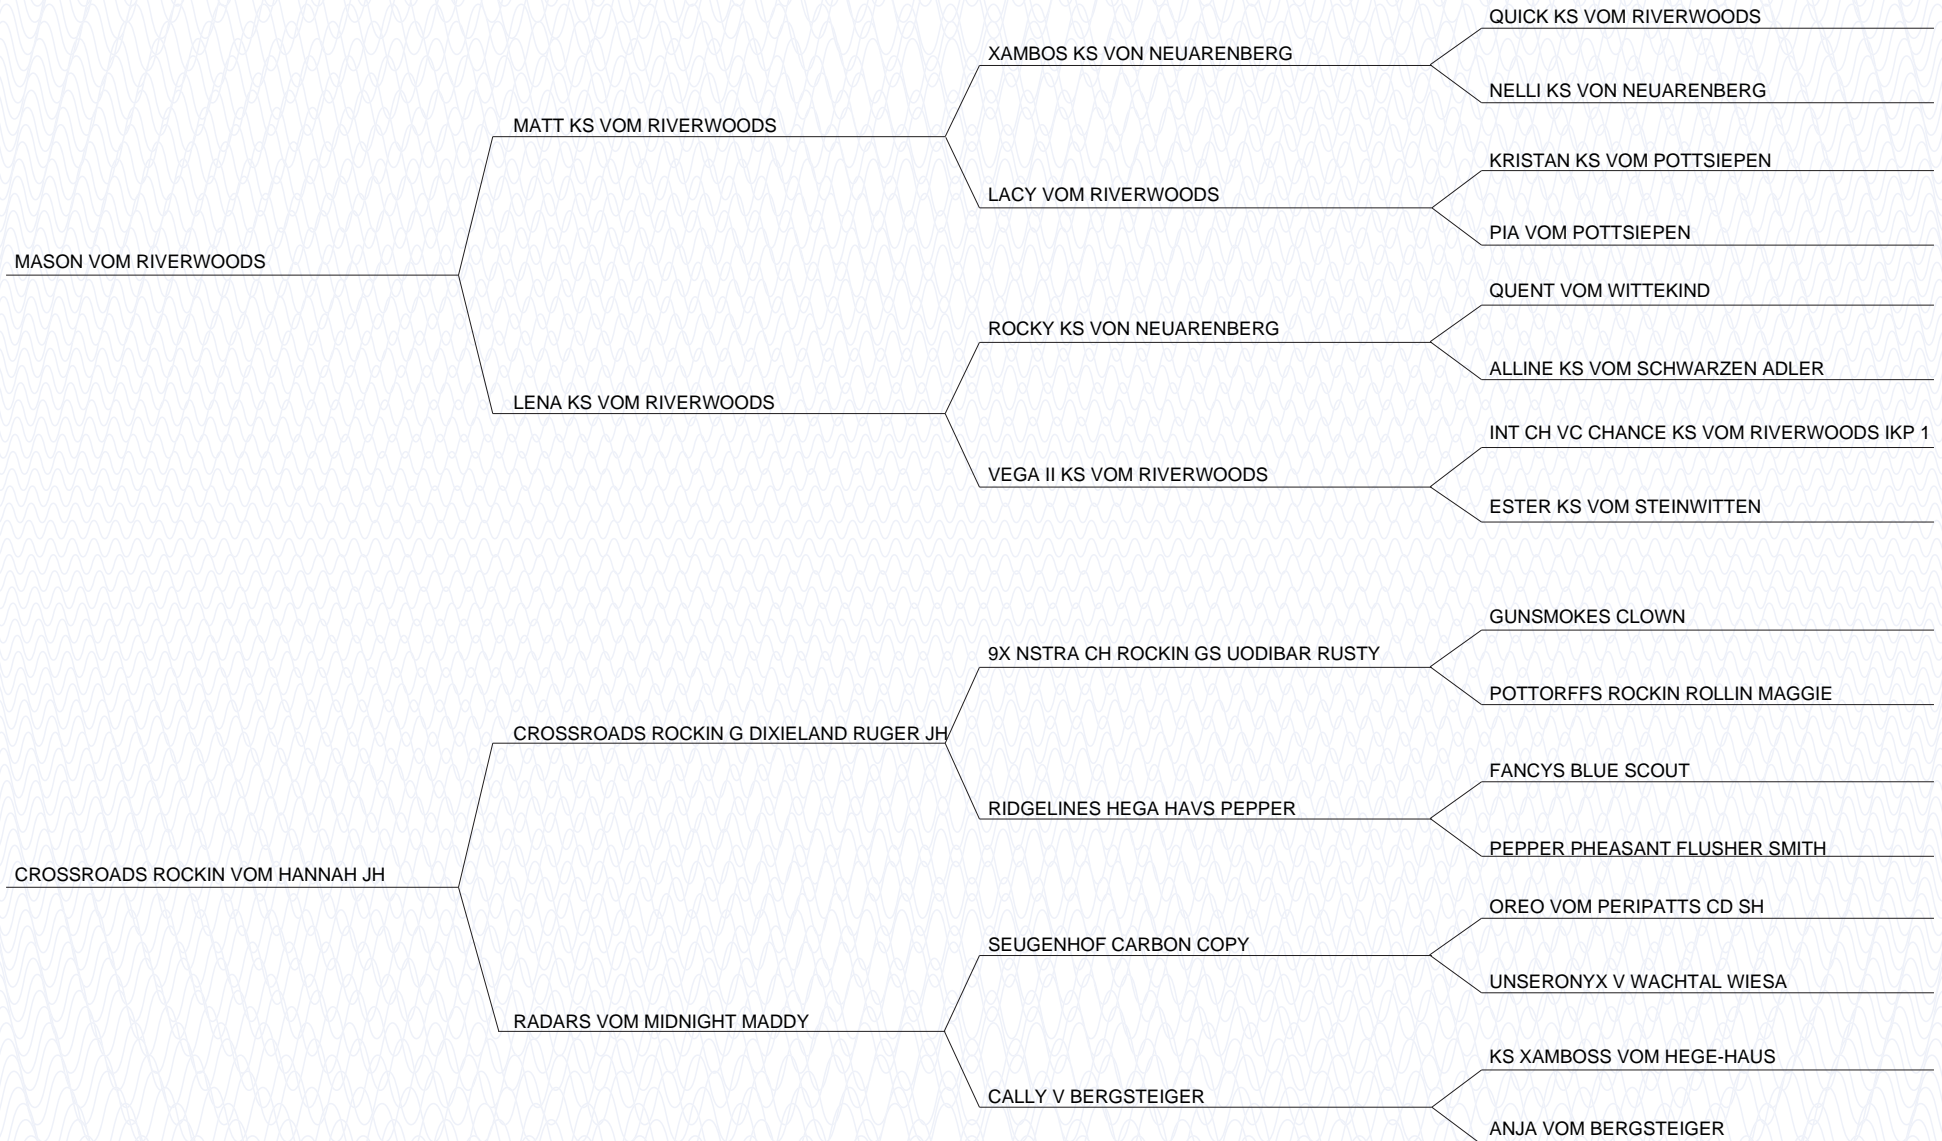 QUICK KS VOM RIVERWOODS
XAMBOS KS VON NEUARENBERG
NELLI KS VON NEUARENBERG
MATT KS VOM RIVERWOODS
KRISTAN KS VOM POTTSIEPEN
LACY VOM RIVERWOODS
PIA VOM POTTSIEPEN
MASON VOM RIVERWOODS
QUENT VOM WITTEKIND
ROCKY KS VON NEUARENBERG
ALLINE KS VOM SCHWARZEN ADLER
LENA KS VOM RIVERWOODS
INT CH VC CHANCE KS VOM RIVERWOODS IKP 1
VEGA II KS VOM RIVERWOODS
ESTER KS VOM STEINWITTEN
GUNSMOKES CLOWN
9X NSTRA CH ROCKIN GS UODIBAR RUSTY
POTTORFFS ROCKIN ROLLIN MAGGIE
CROSSROADS ROCKIN G DIXIELAND RUGER JH
FANCYS BLUE SCOUT
RIDGELINES HEGA HAVS PEPPER
PEPPER PHEASANT FLUSHER SMITH
CROSSROADS ROCKIN VOM HANNAH JH
OREO VOM PERIPATTS CD SH
SEUGENHOF CARBON COPY
UNSERONYX V WACHTAL WIESA
RADARS VOM MIDNIGHT MADDY
KS XAMBOSS VOM HEGE-HAUS
CALLY V BERGSTEIGER
ANJA VOM BERGSTEIGER